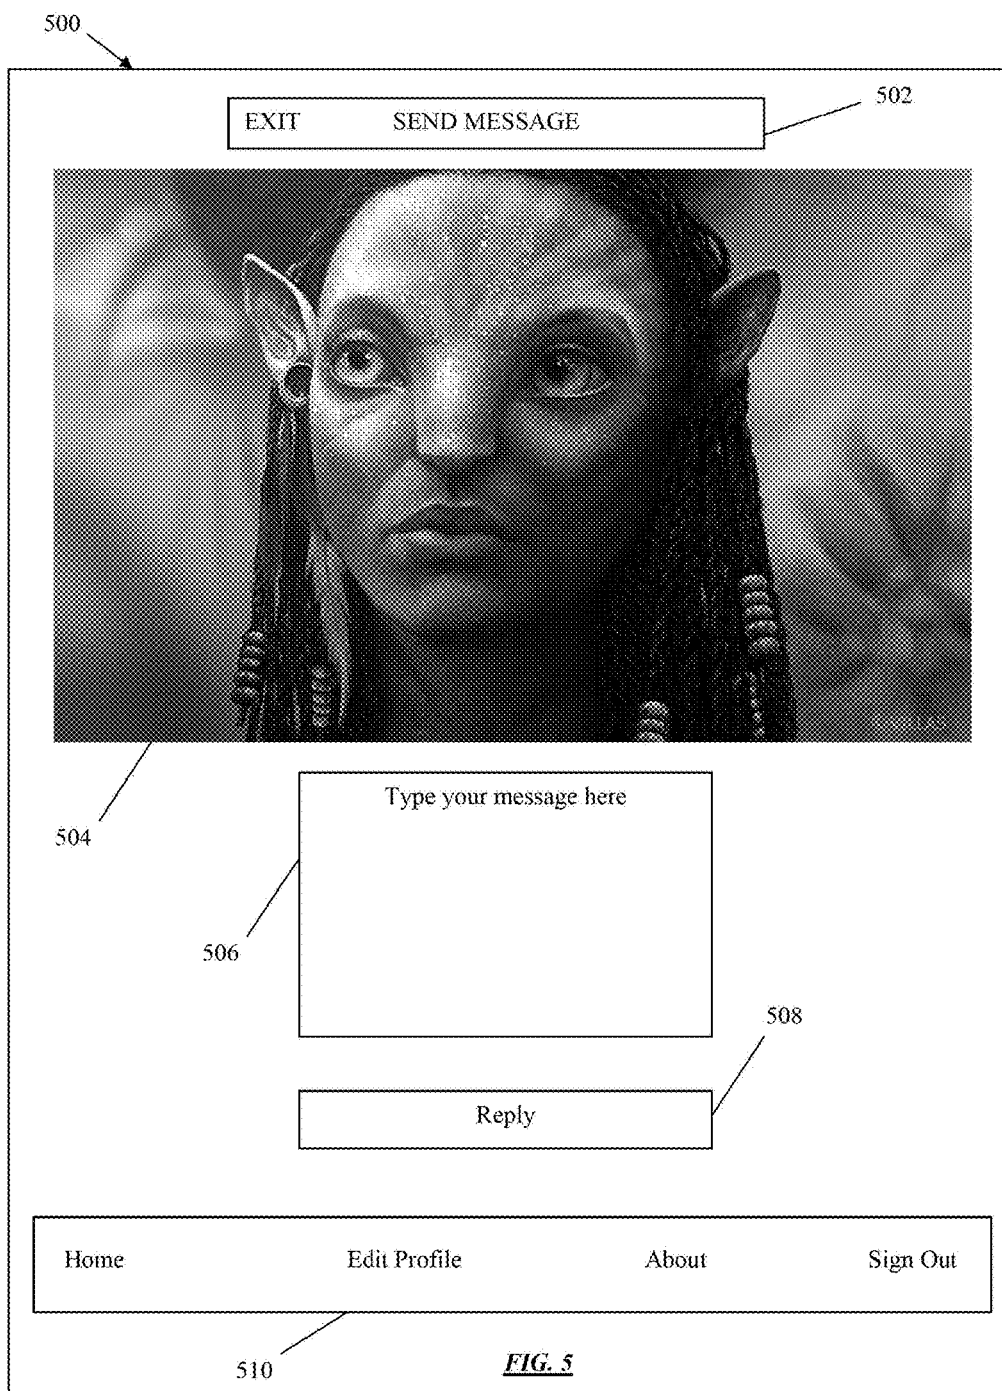 500
502
EXIT SEND MESSAGE
504
Type your message here
506
508
Reply
Home Edit Profile About Sign Out
510
FIG. 5